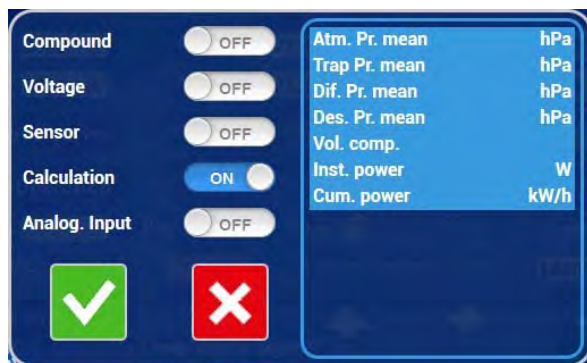 Compound OFF
Voltage OFF
Sensor OFF
Calculation ON
Analog. Input OFF
Atm. Pr. mean hPa
Trap Pr. mean hPa
Dif. Pr. mean hPa
Des. Pr. mean hPa
Vol. comp.
Inst. power W
Cum. power kW/h